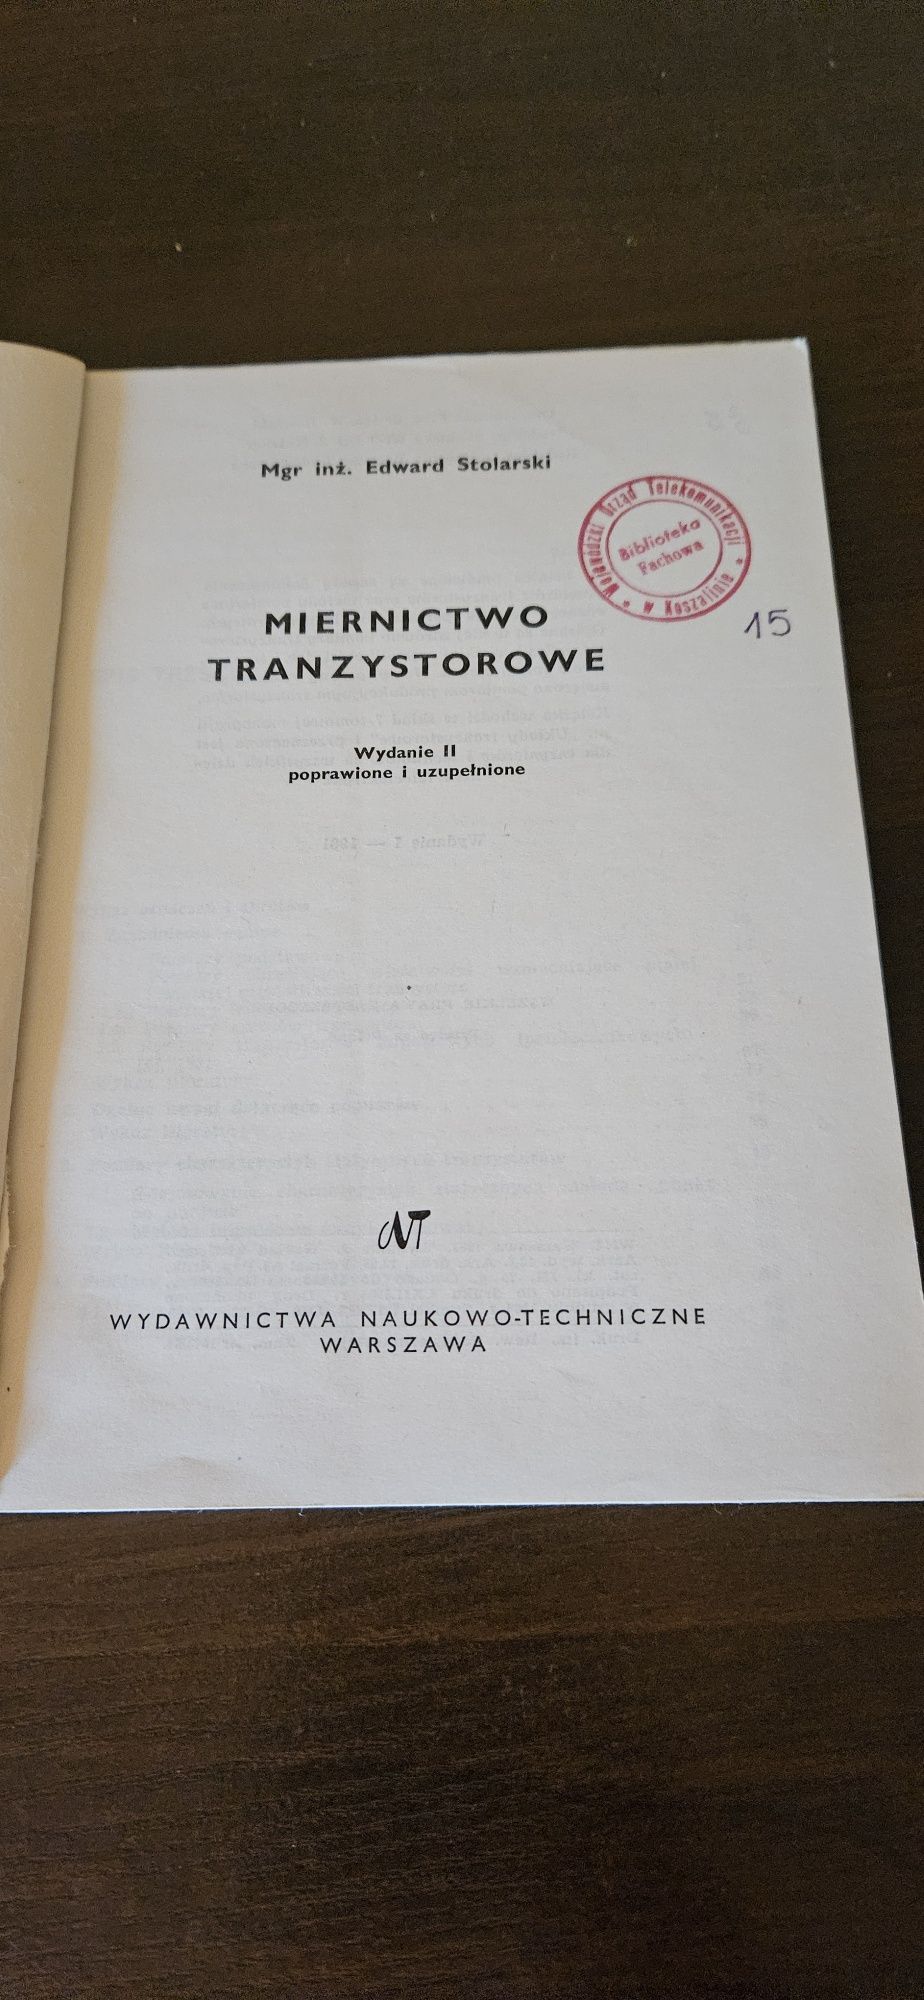 Mgr inż. Edward Stolarski
Wojewódzki Urząd Telekomunikacji
* w Koszalinie *
Biblioteka
Fachowa
15
MIERNICTWO
TRANZYSTOROWE
Wydanie II
poprawione i uzupełnione
WNT
WYDAWNICTWA NAUKOWO-TECHNICZNE
WARSZAWA